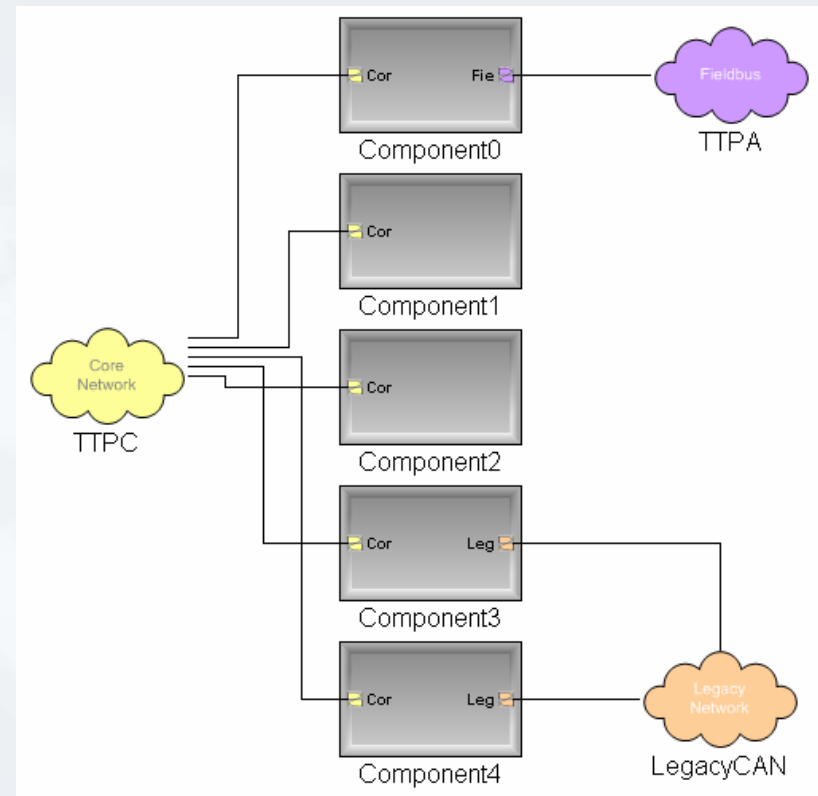 Cor Fie
Component0
Fieldbus
TTPA
Cor
Component1
Core
Network
TTPC
Cor
Component2
Cor Leg
Component3
Cor Leg
Component4
Legacy
Network
LegacyCAN